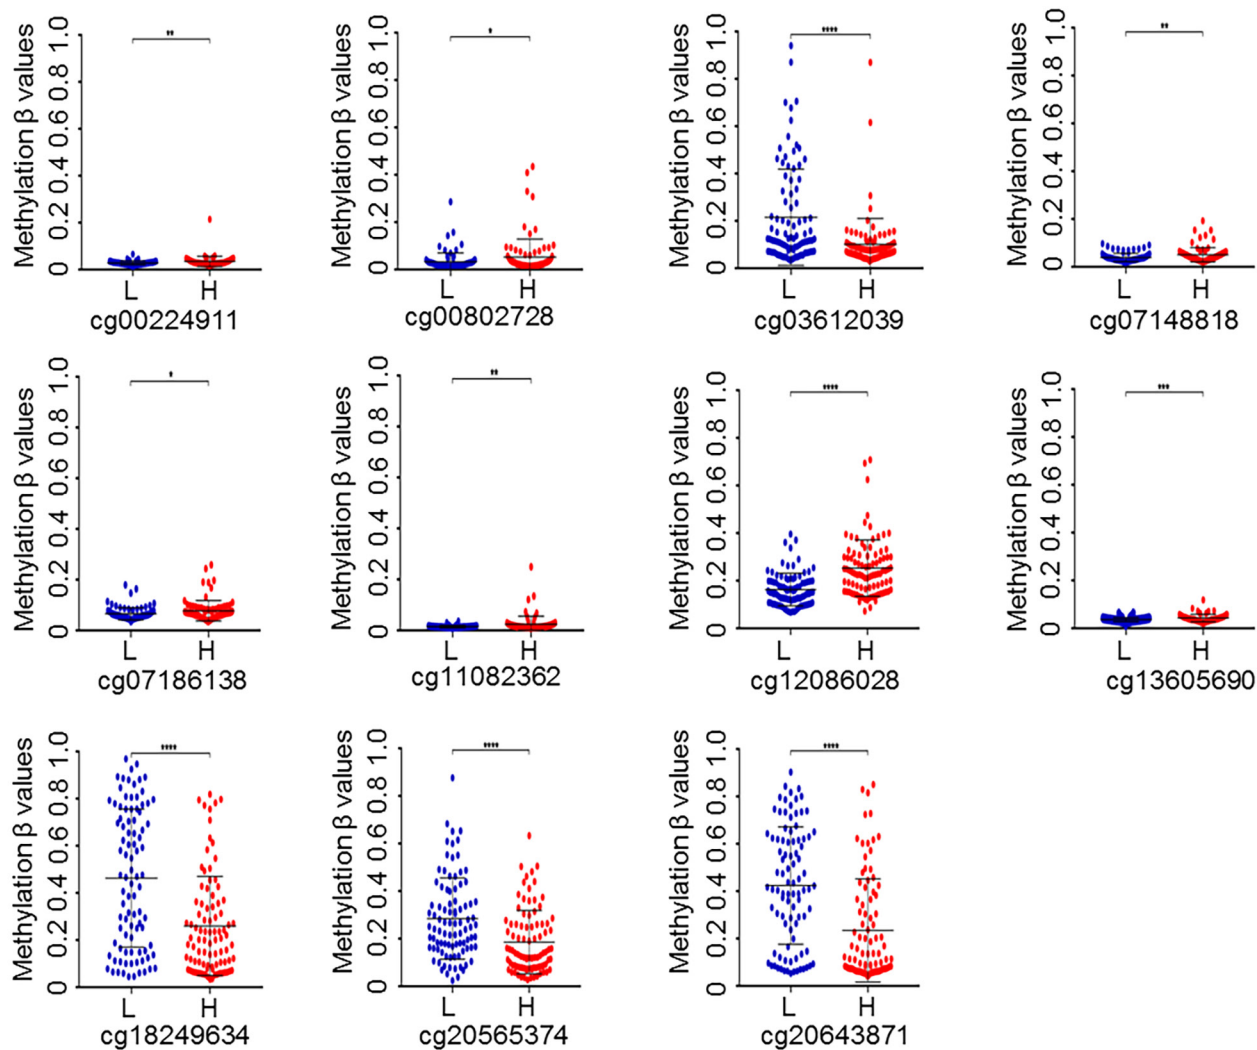 Methylation β values
1.0
0.8
0.6
0.4
0.2
0
**
L H
cg00224911
Methylation β values
1.0
0.8
0.6
0.4
0.2
0
*
L H
cg00802728
Methylation β values
1.0
0.8
0.6
0.4
0.2
0
****
L H
cg03612039
Methylation β values
1.0
0.8
0.6
0.4
0.2
0
**
L H
cg07148818
Methylation β values
1.0
0.8
0.6
0.4
0.2
0
*
L H
cg07186138
Methylation β values
1.0
0.8
0.6
0.4
0.2
0
**
L H
cg11082362
Methylation β values
1.0
0.8
0.6
0.4
0.2
0
****
L H
cg12086028
Methylation β values
1.0
0.8
0.6
0.4
0.2
0
***
L H
cg13605690
Methylation β values
1.0
0.8
0.6
0.4
0.2
0
****
L H
cg18249634
Methylation β values
1.0
0.8
0.6
0.4
0.2
0
****
L H
cg20565374
Methylation β values
1.0
0.8
0.6
0.4
0.2
0
****
L H
cg20643871